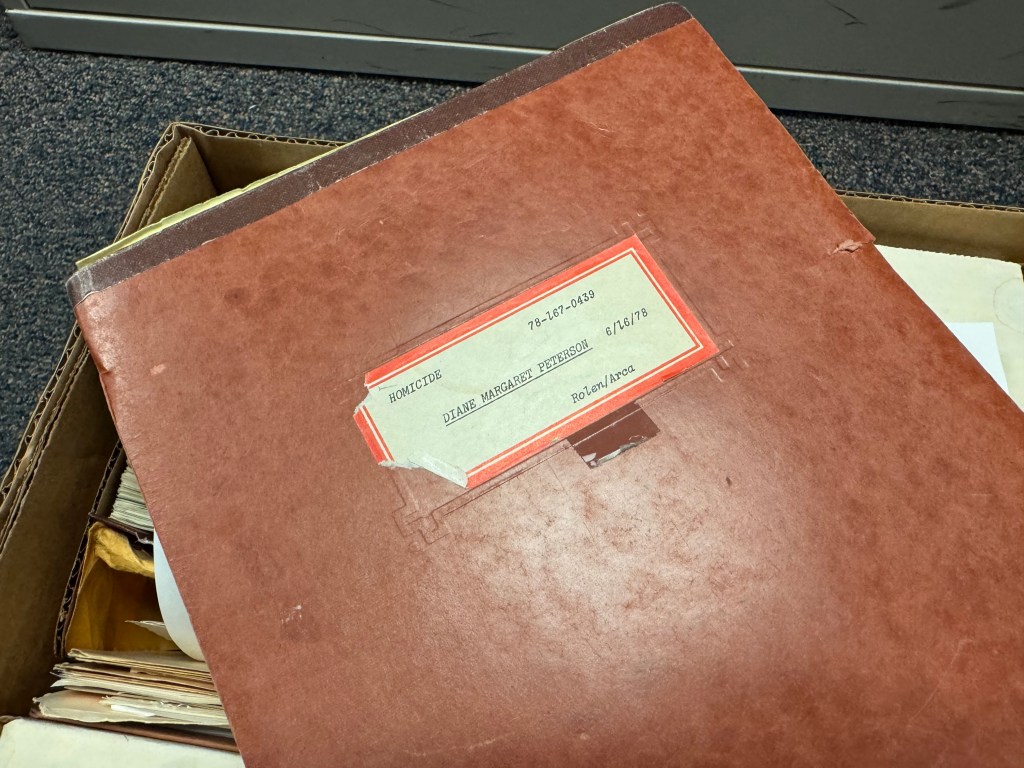 78-167-0439
HOMICIDE
DIANE MARGARET PETERSON 6/16/78
Rolen/Arca